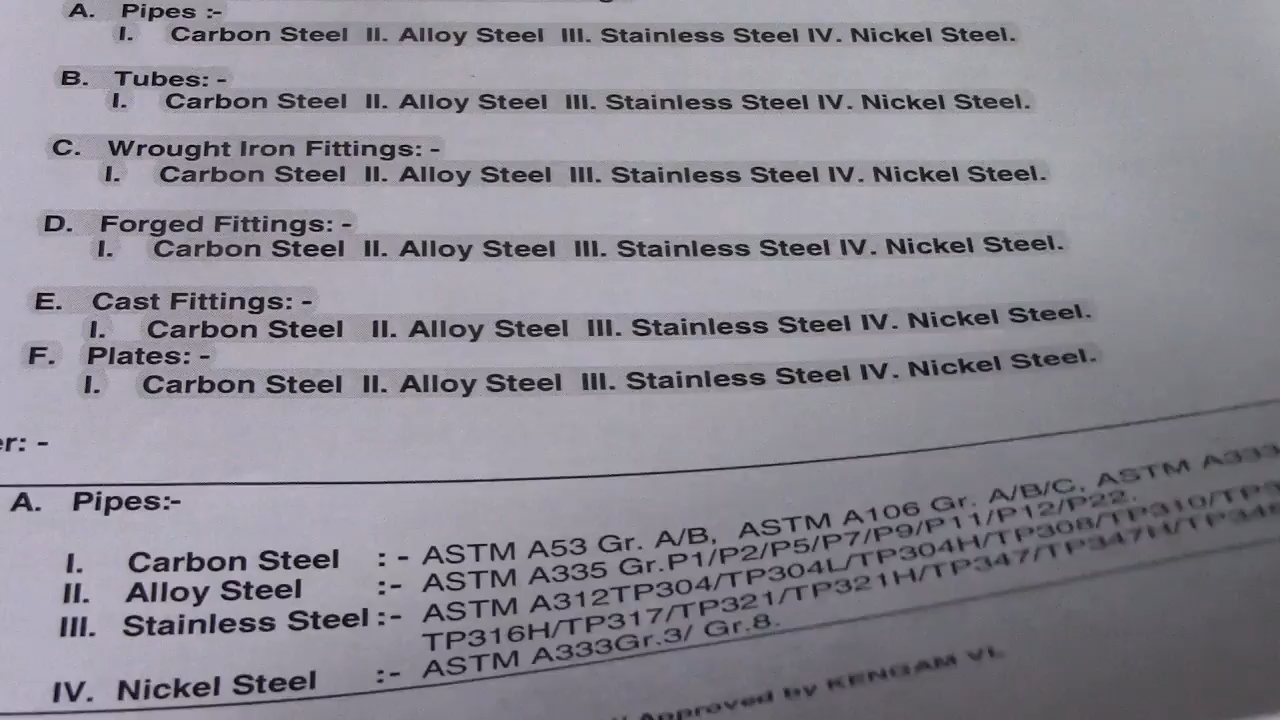 A. Pipes :-
I. Carbon Steel II. Alloy Steel III. Stainless Steel IV. Nickel Steel.
B. Tubes: -
I. Carbon Steel II. Alloy Steel III. Stainless Steel IV. Nickel Steel.
C. Wrought Iron Fittings: -
I. Carbon Steel II. Alloy Steel III. Stainless Steel IV. Nickel Steel.
D. Forged Fittings: -
I. Carbon Steel II. Alloy Steel III. Stainless Steel IV. Nickel Steel.
E. Cast Fittings: -
I. Carbon Steel II. Alloy Steel III. Stainless Steel IV. Nickel Steel.
F. Plates: -
I. Carbon Steel II. Alloy Steel III. Stainless Steel IV. Nickel Steel.
er: -
A. Pipes:-
I. Carbon Steel : - ASTM A53 Gr. A/B, ASTM A106 Gr. A/B/C, ASTM A333
II. Alloy Steel :- ASTM A335 Gr.P1/P2/P5/P7/P9/P11/P12/P22.
III. Stainless Steel :- ASTM A312TP304/TP304L/TP304H/TP308/TP310/TP3
TP316H/TP317/TP321/TP321H/TP347/TP347H/TP348
IV. Nickel Steel :- ASTM A333Gr.3/ Gr.8.
Approved by